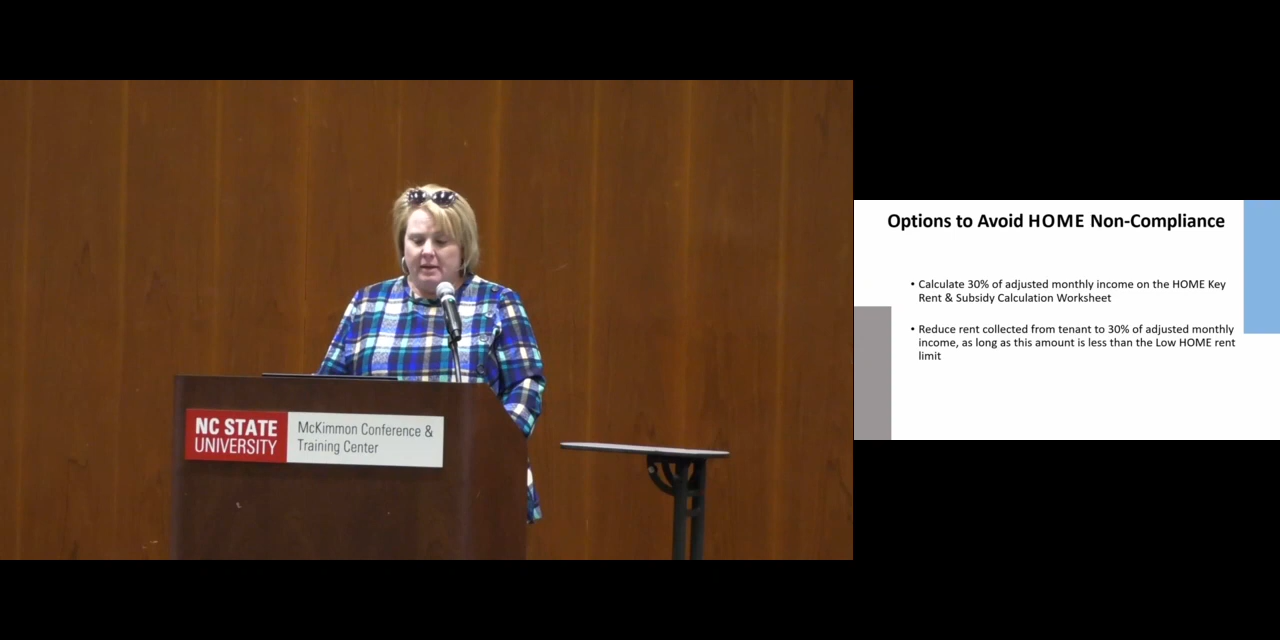 NC STATE
UNIVERSITY
McKimmon Conference &
Training Center
Options to Avoid HOME Non-Compliance
• Calculate 30% of adjusted monthly income on the HOME Key
Rent & Subsidy Calculation Worksheet
• Reduce rent collected from tenant to 30% of adjusted monthly
income, as long as this amount is less than the Low HOME rent
limit